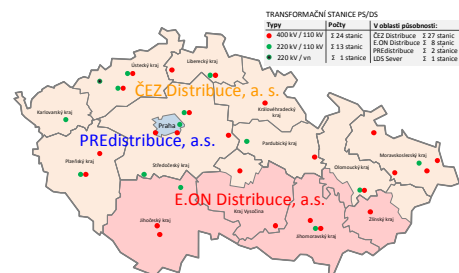 TRANSFORMAČNÍ STANICE PS/DS
Typy Počty V oblasti působnosti:
400 kV / 110 kV Σ 24 stanic ČEZ Distribuce Σ 27 stanic
220 kV / 110 kV Σ 13 stanic E.ON Distribuce Σ 8 stanic
220 kV / vn Σ 1 stanice PREdistribuce Σ 2 stanice
LDS Sever Σ 1 stanice
Liberecký kraj
Ústecký kraj
ČEZ Distribuce, a. s.
Karlovarský kraj
Královéhradecký kraj
Praha
PREdistribuce, a.s.
Pardubický kraj
Plzeňský kraj
Středočeský kraj
Olomoucký kraj
Moravskoslezský kraj
E.ON Distribuce, a.s.
Kraj Vysočina
Jihočeský kraj
Zlínský kraj
Jihomoravský kraj